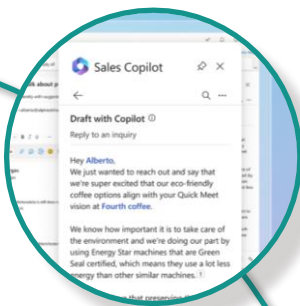 Sales Copilot
Draft with Copilot
Reply to an inquiry
Hey Alberto,
We just wanted to reach out and say that
we're super excited that our eco-friendly
coffee options align with your Quick Meet
vision at Fourth coffee.
We know how important it is to take care of
the environment and we're doing our part by
using Energy Star machines that are Green
Seal certified, which means they use a lot less
energy than other similar machines. 1
that preserving